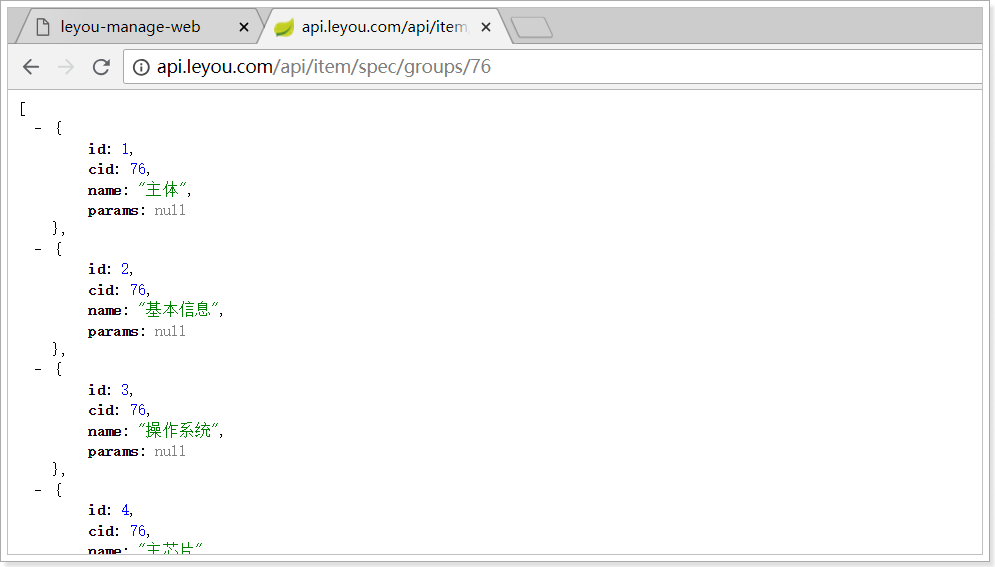 leyou-manage-web
api.leyou.com/api/item
api.leyou.com/api/item/spec/groups/76
[
- {
id: 1,
cid: 76,
name: "主体",
params: null
},
- {
id: 2,
cid: 76,
name: "基本信息",
params: null
},
- {
id: 3,
cid: 76,
name: "操作系统",
params: null
},
- {
id: 4,
cid: 76,
name: "主芯片"